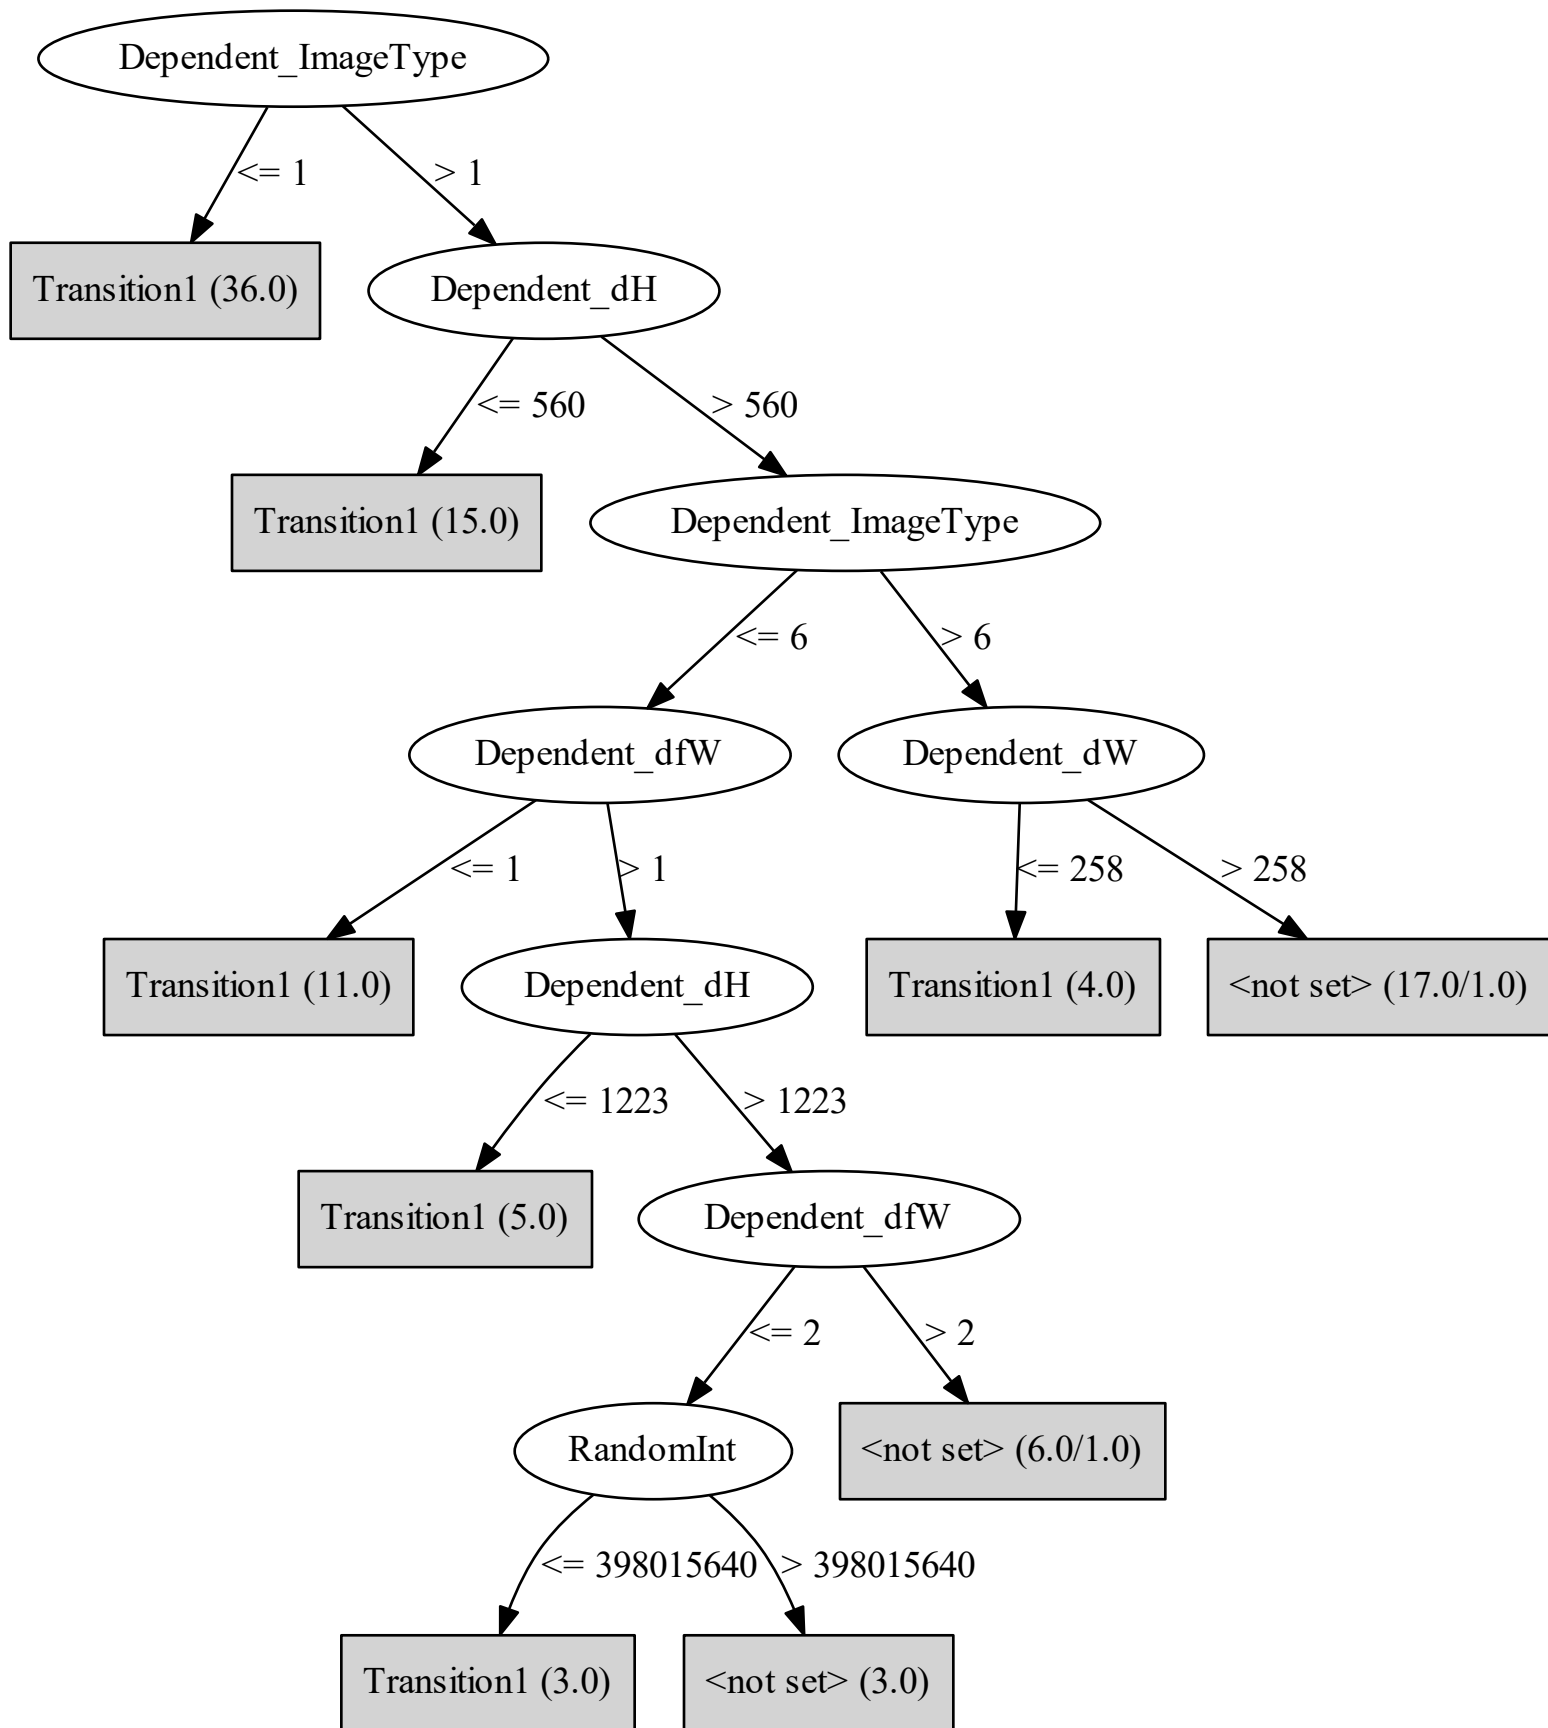 Dependent_ImageType
<= 1
> 1
Transition1 (36.0)
Dependent_dH
<= 560
> 560
Transition1 (15.0)
Dependent_ImageType
<= 6
> 6
Dependent_dfW
Dependent_dW
<= 1
> 1
<= 258
> 258
Transition1 (11.0)
Dependent_dH
Transition1 (4.0)
<not set> (17.0/1.0)
<= 1223
> 1223
Transition1 (5.0)
Dependent_dfW
<= 2
> 2
RandomInt
<not set> (6.0/1.0)
<= 398015640
> 398015640
Transition1 (3.0)
<not set> (3.0)